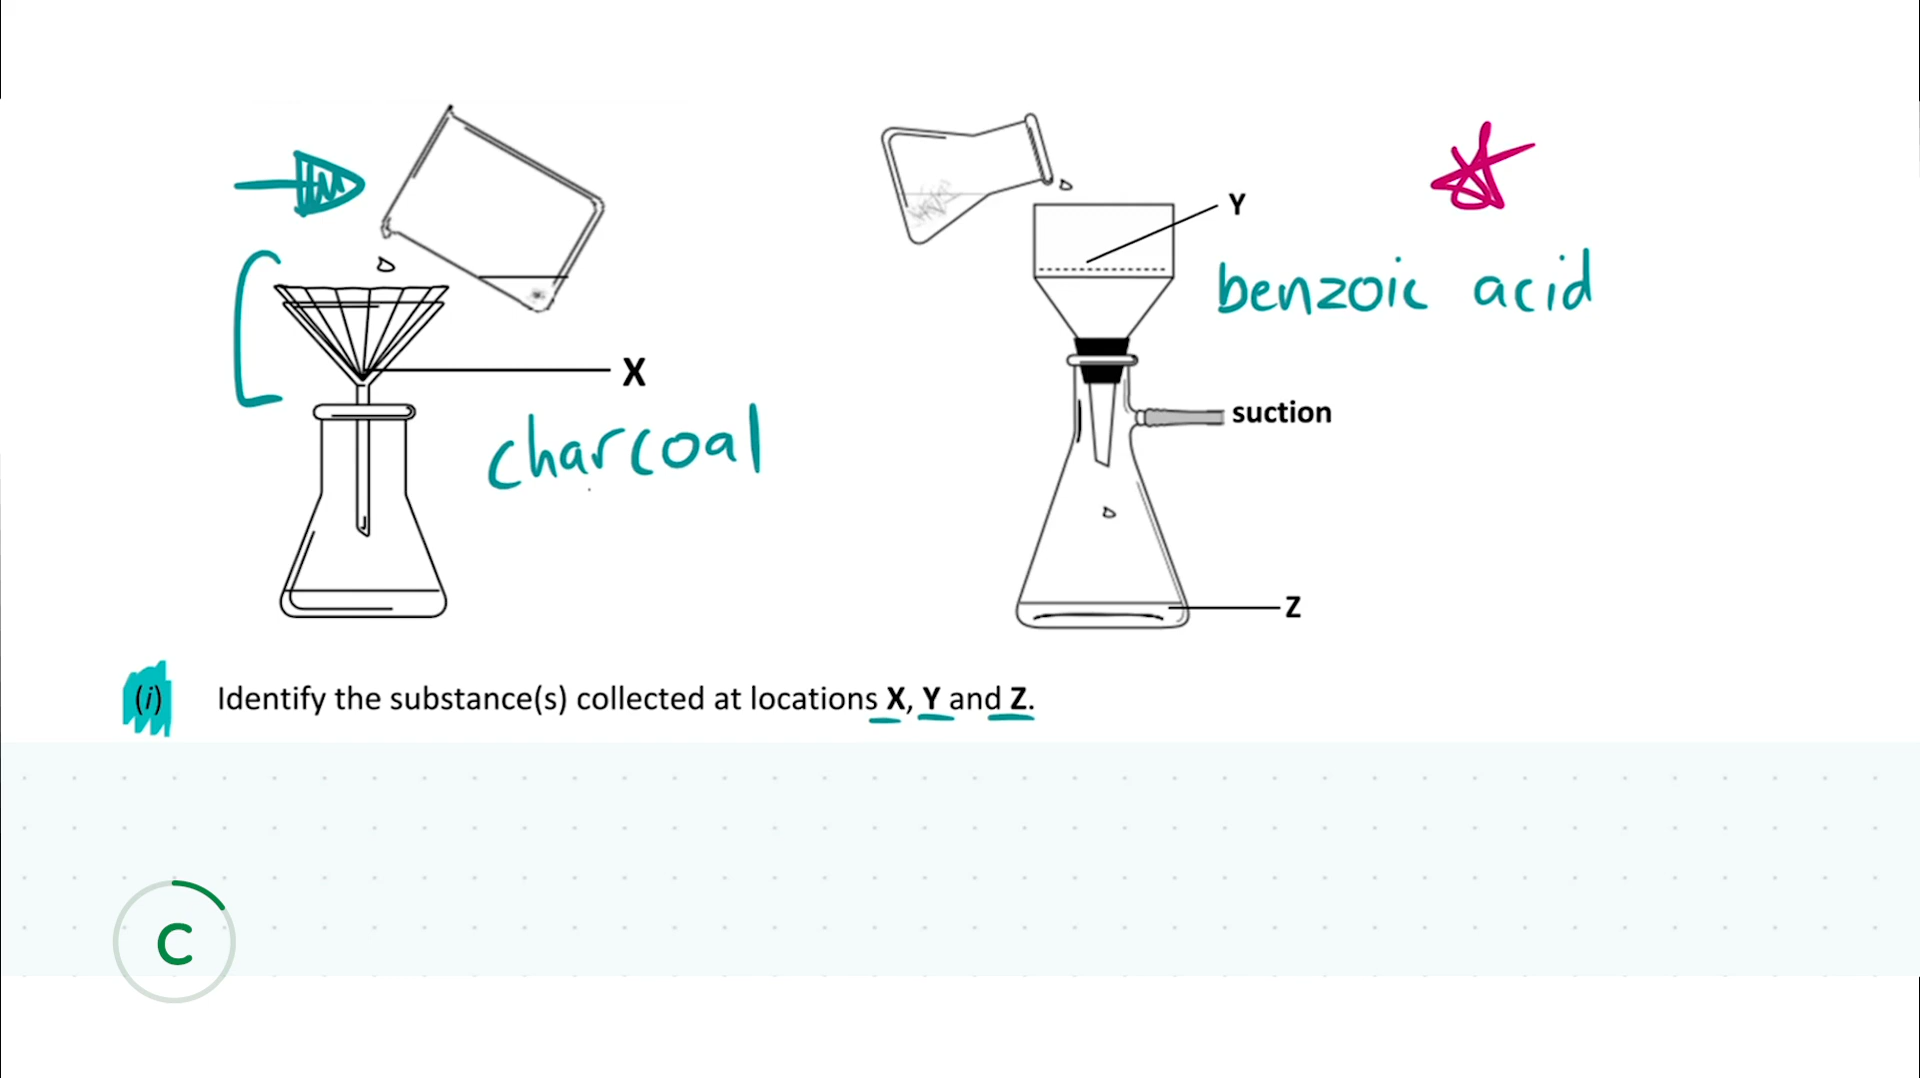 Y
benzoic acid
X
charcoal
suction
Z
(i) Identify the substance(s) collected at locations X, Y and Z.
C